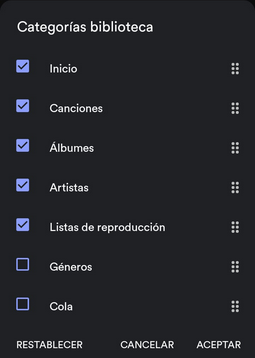 Categorías biblioteca
Inicio
Canciones
Álbumes
Artistas
Listas de reproducción
Géneros
Cola
RESTABLECER CANCELAR ACEPTAR